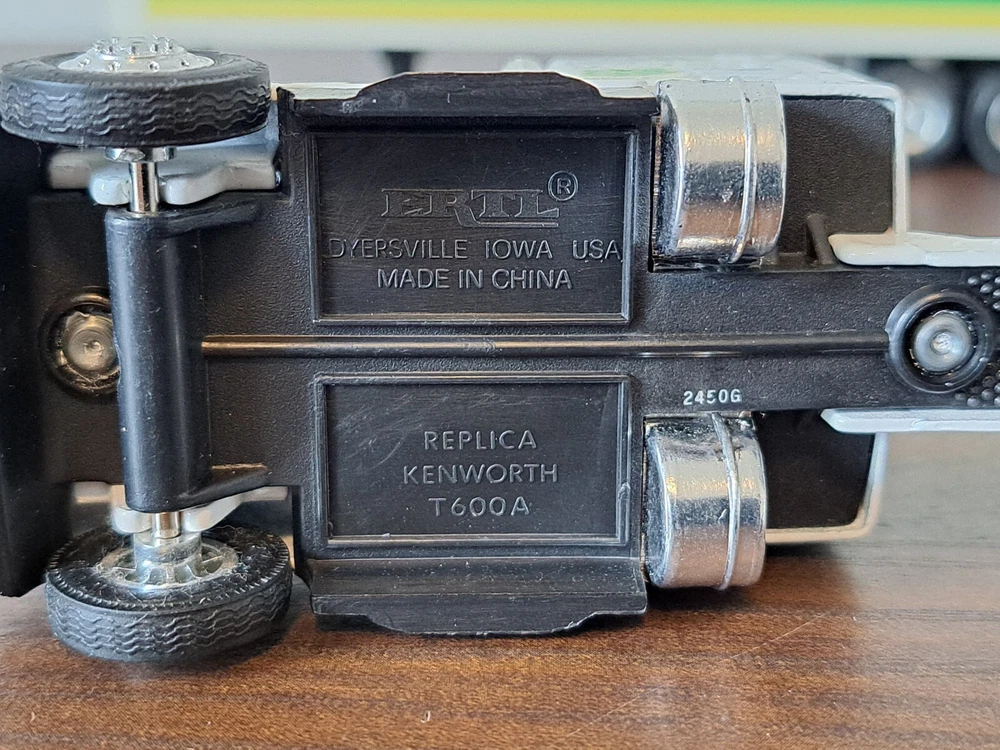 ERTL®
DYERSVILLE IOWA USA
MADE IN CHINA
2450G
REPLICA
KENWORTH
T600A